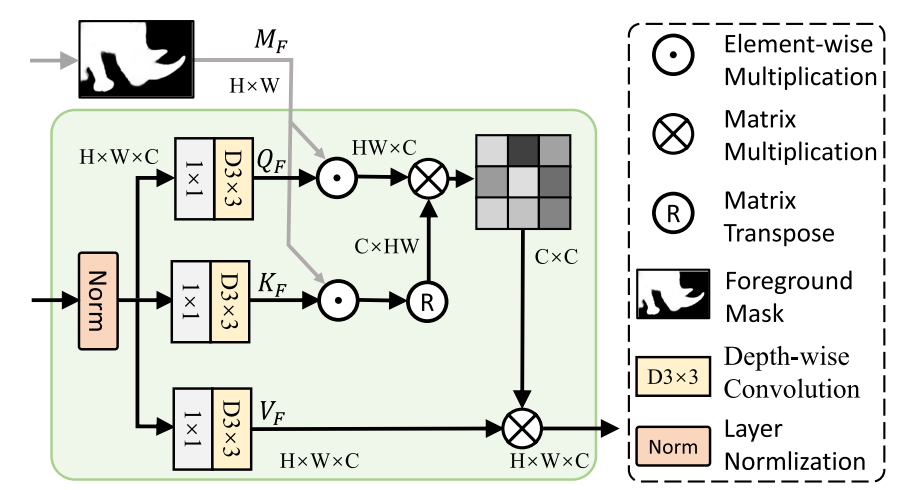 M_F
H×W
H×W×C
1×1
D3×3
Q_F
HW×C
C×HW
C×C
Norm
1×1
D3×3
K_F
R
1×1
D3×3
V_F
H×W×C
H×W×C
Element-wise
Multiplication
Matrix
Multiplication
R
Matrix
Transpose
Foreground
Mask
D3×3
Depth-wise
Convolution
Norm
Layer
Normlization